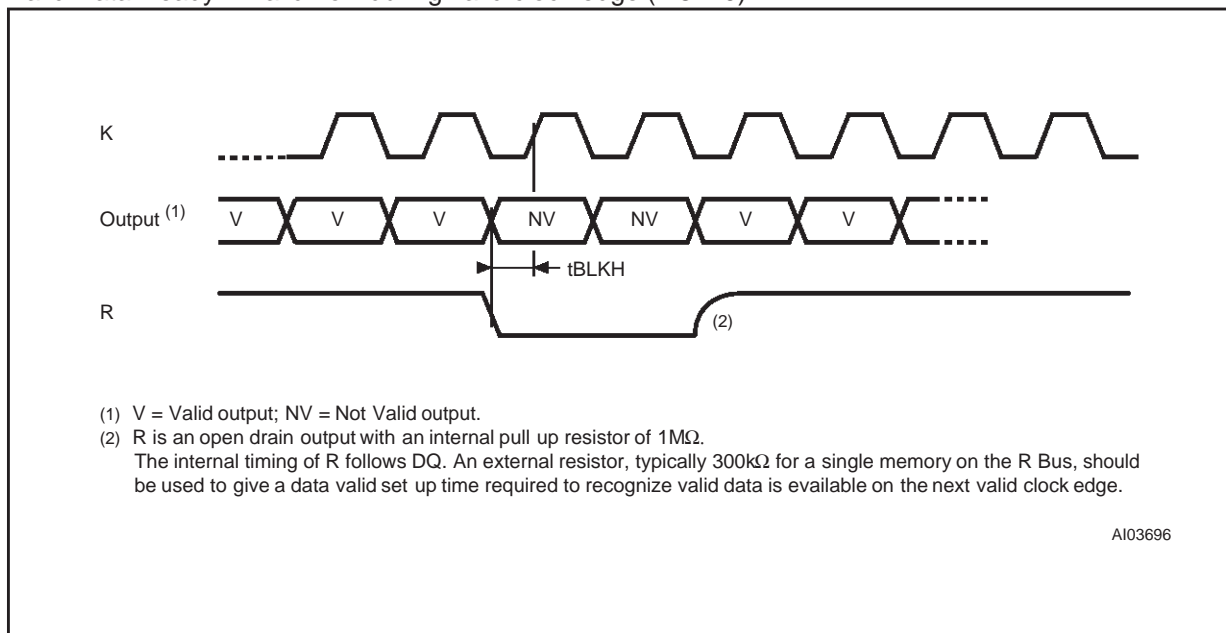 K
Output (1)
V V V NV NV V V
tBLKH
R
(2)
(1) V = Valid output; NV = Not Valid output.
(2) R is an open drain output with an internal pull up resistor of 1MΩ.
The internal timing of R follows DQ. An external resistor, typically 300kΩ for a single memory on the R Bus, should
be used to give a data valid set up time required to recognize valid data is evailable on the next valid clock edge.
AI03696